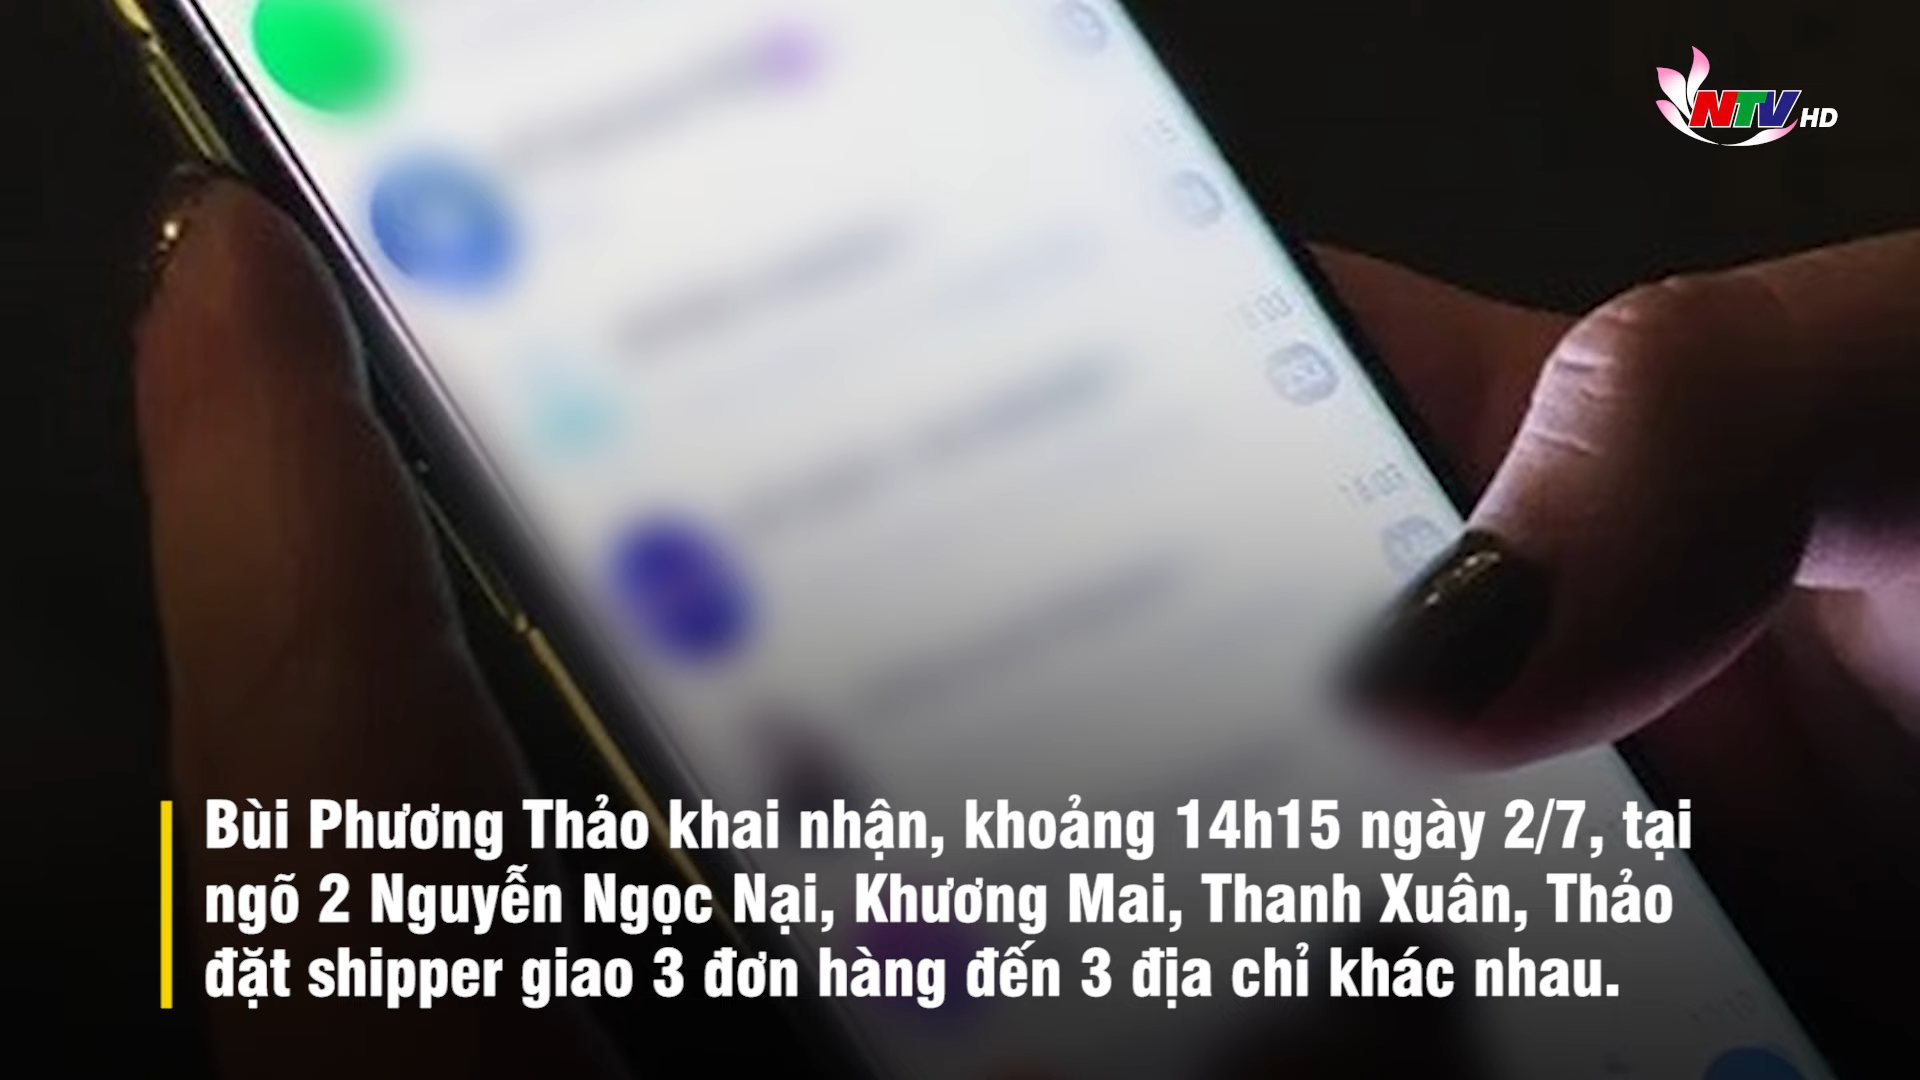 NTV HD
Bùi Phương Thảo khai nhận, khoảng 14h15 ngày 2/7, tại
ngõ 2 Nguyễn Ngọc Nại, Khương Mai, Thanh Xuân, Thảo
đặt shipper giao 3 đơn hàng đến 3 địa chỉ khác nhau.